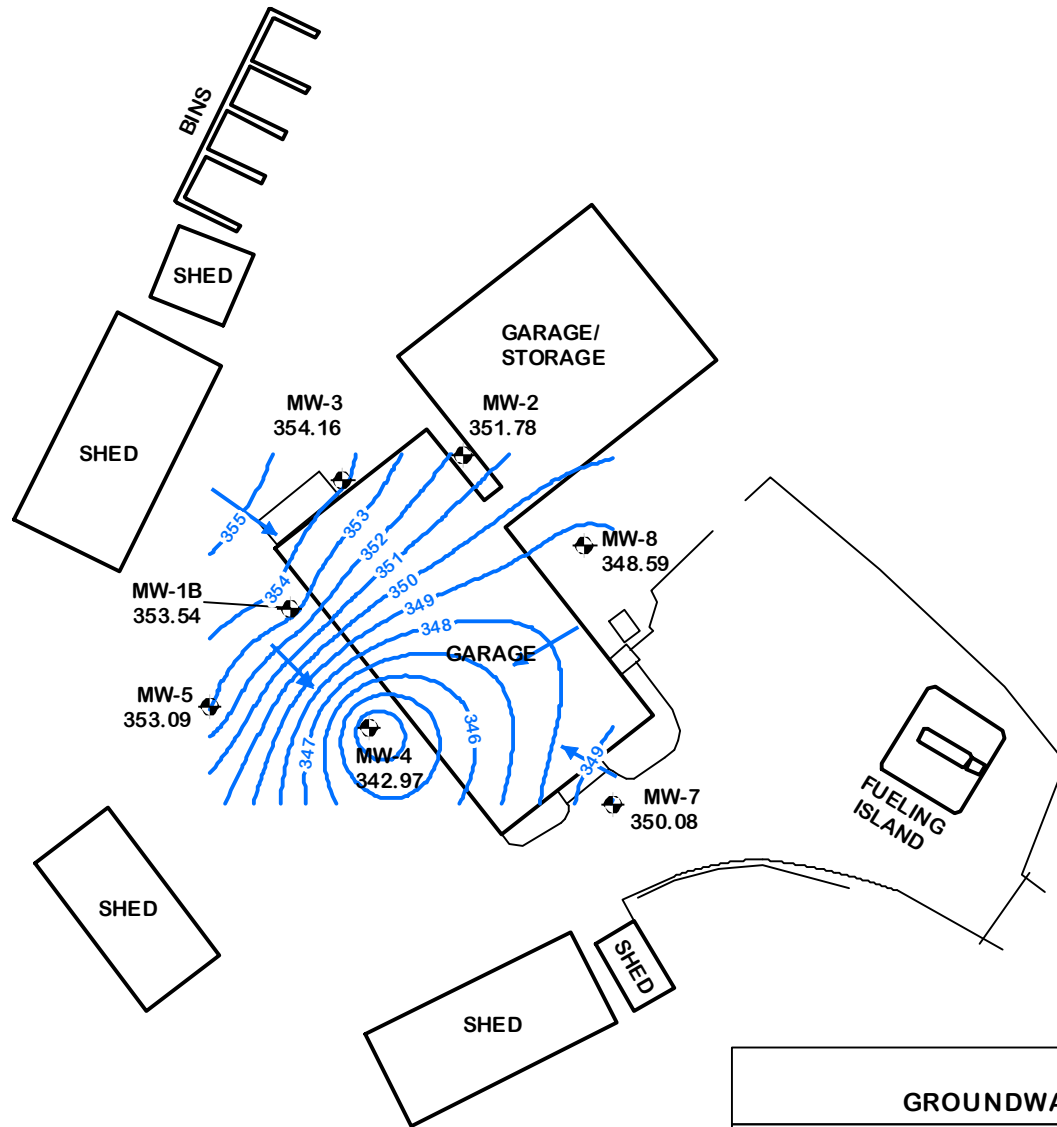 BINS
SHED
GARAGE/
STORAGE
MW-3
354.16
MW-2
351.78
SHED
355
353
352
351
350
349
348
354
MW-8
348.59
MW-1B
353.54
GARAGE
MW-5
353.09
347
346
MW-4
342.97
349
MW-7
350.08
FUELING
ISLAND
SHED
SHED
SHED
GROUNDWA